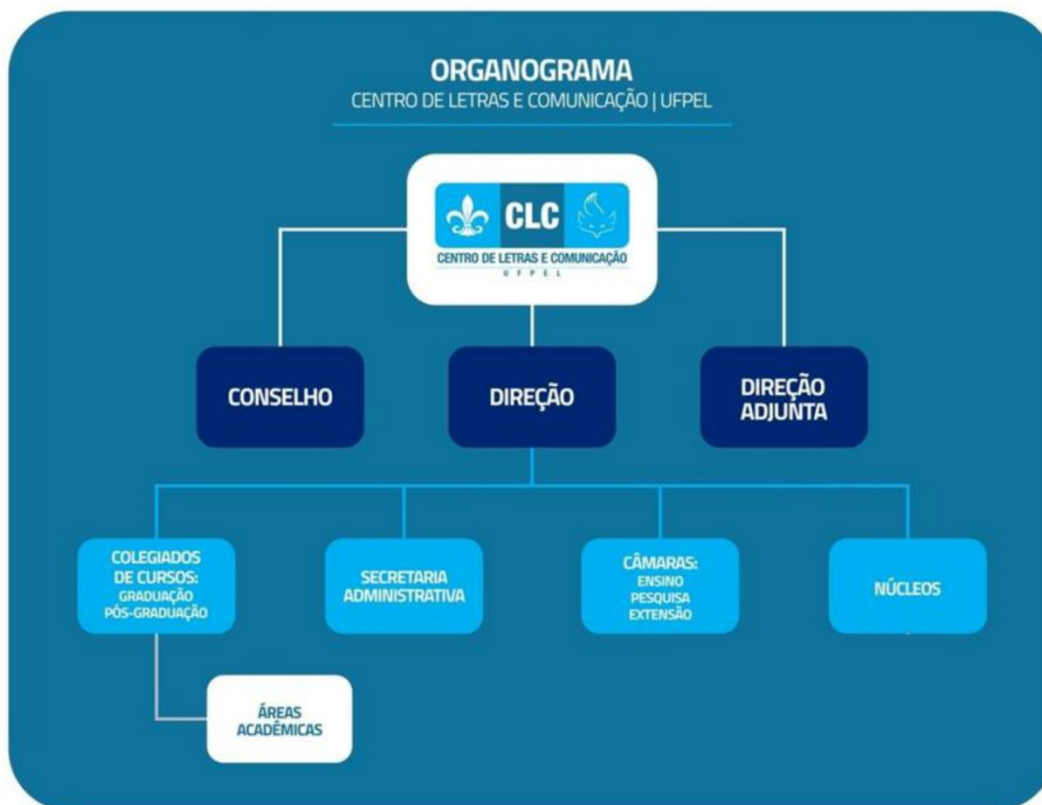 ORGANOGRAMA
CENTRO DE LETRAS E COMUNICAÇÃO | UFPEL
CLC
CENTRO DE LETRAS E COMUNICAÇÃO
UFPEL
CONSELHO
DIREÇÃO
DIREÇÃO
ADJUNTA
COLEGIADOS
DE CURSOS:
GRADUAÇÃO
PÓS-GRADUAÇÃO
SECRETARIA
ADMINISTRATIVA
CÂMARAS:
ENSINO
PESQUISA
EXTENSÃO
NÚCLEOS
ÁREAS
ACADÊMICAS